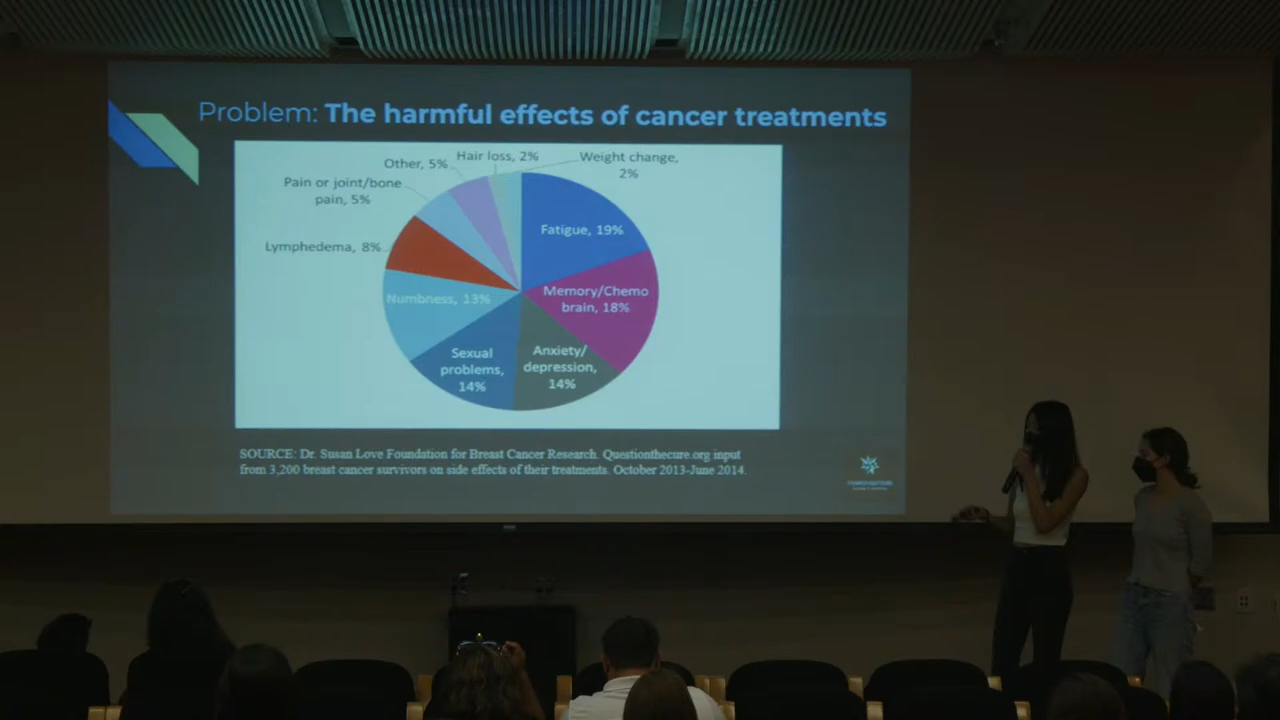 Problem: The harmful effects of cancer treatments
Other, 5%
Hair loss, 2%
Weight change,
2%
Pain or joint/bone
pain, 5%
Fatigue, 19%
Lymphedema, 8%
Memory/Chemo
brain, 18%
Numbness, 13%
Sexual
problems,
14%
Anxiety/
depression,
14%
SOURCE: Dr. Susan Love Foundation for Breast Cancer Research. Questionthecure.org input
from 3,200 breast cancer survivors on side effects of their treatments. October 2013-June 2014.